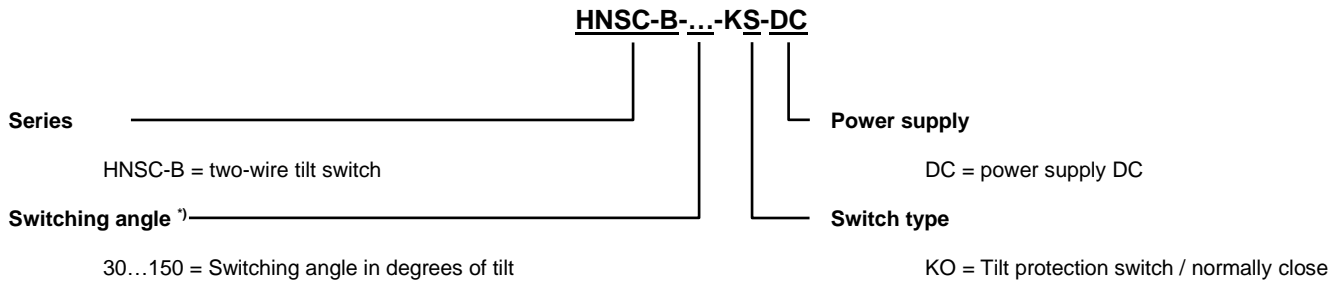 HNSC-B-…-KS-DC
Series
Power supply
HNSC-B = two-wire tilt switch
DC = power supply DC
Switching angle *)
Switch type
30…150 = Switching angle in degrees of tilt
KO = Tilt protection switch / normally close